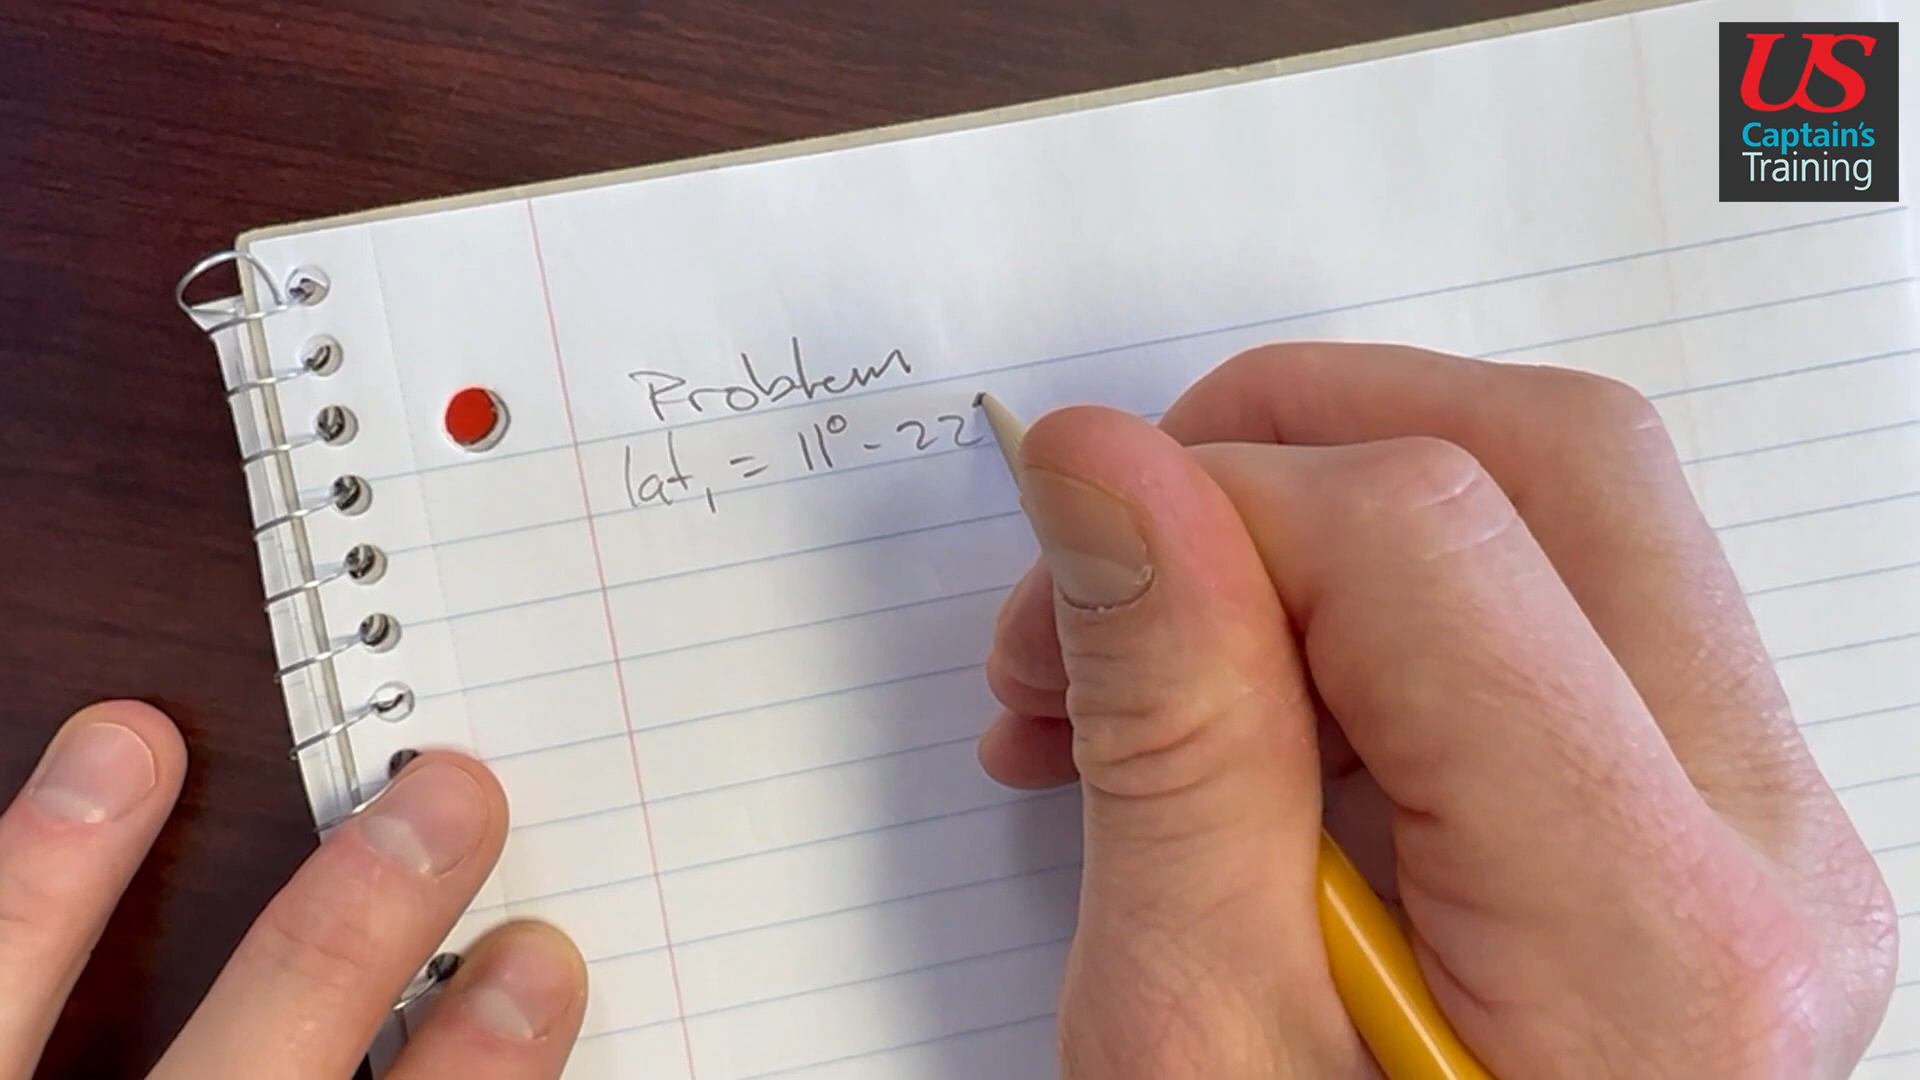 US
Captain's
Training
Problem
lat₁ = 11° - 22'